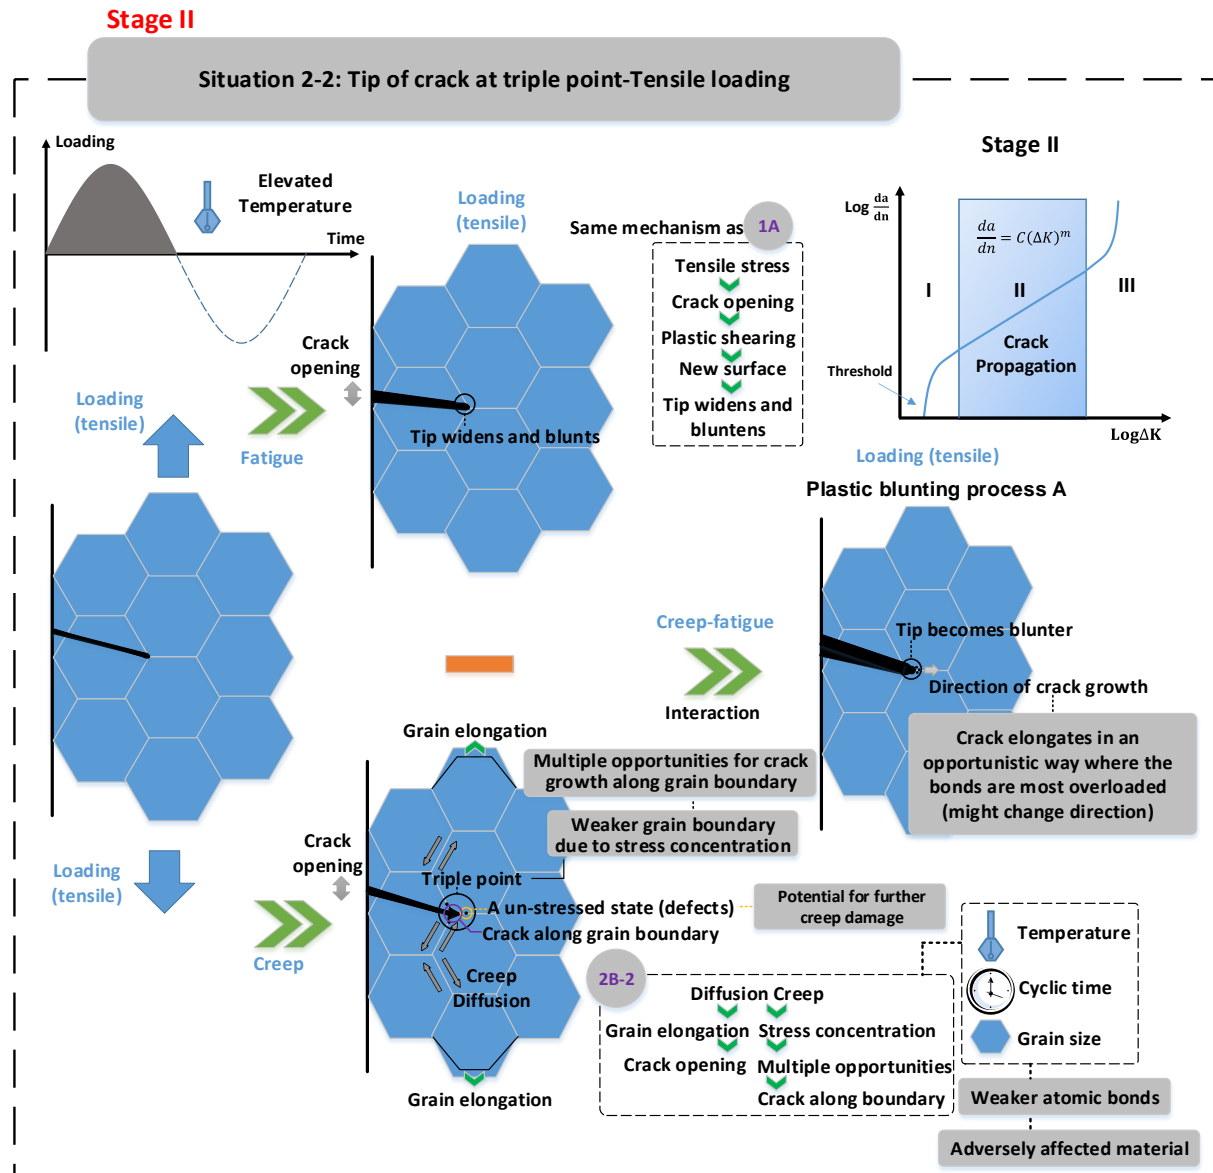 Stage II
Situation 2-2: Tip of crack at triple point-Tensile loading
Loading
Elevated
Temperature
Time
Loading
(tensile)
Same mechanism as
1A
Tensile stress
Crack opening
Plastic shearing
New surface
Tip widens and
bluntens
Stage II
Log da/dn
da/dn = C(ΔK)^m
I
II
III
Crack
Propagation
Threshold
LogΔK
Crack
opening
Tip widens and blunts
Loading
(tensile)
Fatigue
Loading (tensile)
Plastic blunting process A
Tip becomes blunter
Direction of crack growth
Crack elongates in an
opportunistic way where the
bonds are most overloaded
(might change direction)
Creep-fatigue
Interaction
Loading
(tensile)
Creep
Crack
opening
Grain elongation
Multiple opportunities for crack
growth along grain boundary
Weaker grain boundary
due to stress concentration
Triple point
A un-stressed state (defects)
Potential for further
creep damage
Crack along grain boundary
Creep
Diffusion
Grain elongation
2B-2
Diffusion Creep
Grain elongation
Stress concentration
Crack opening
Multiple opportunities
Crack along boundary
Temperature
Cyclic time
Grain size
Weaker atomic bonds
Adversely affected material